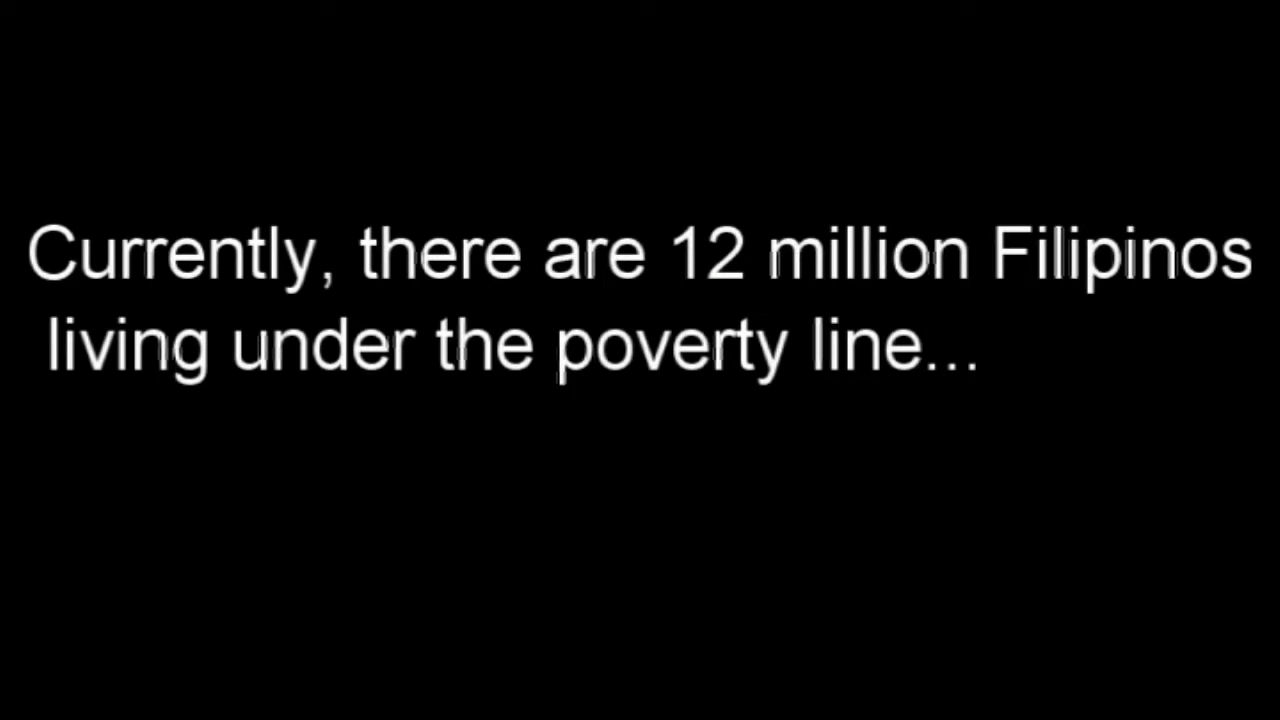 Currently, there are 12 million Filipinos
living under the poverty line...